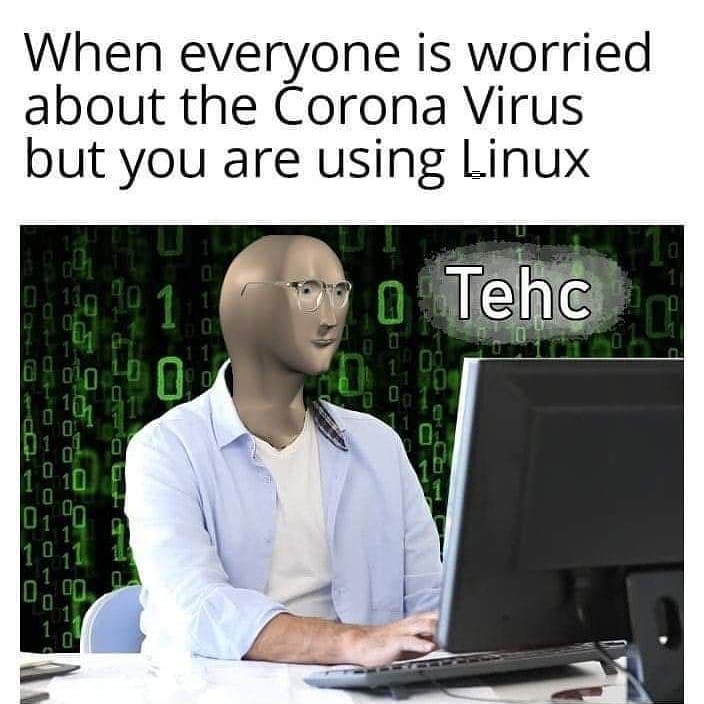 When everyone is worried
about the Corona Virus
but you are using Linux
Tehc